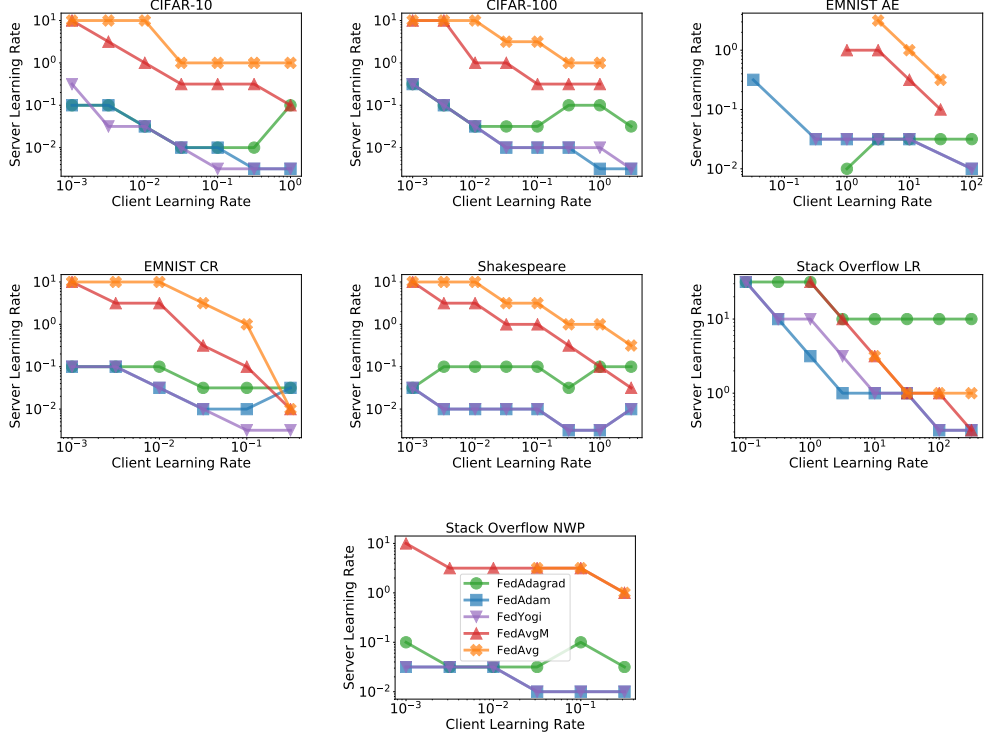 CIFAR-10
CIFAR-100
EMNIST AE
Server Learning Rate
10^1
10^0
10^−1
10^−2
10^−3 10^−2 10^−1 10^0
Client Learning Rate
Server Learning Rate
10^1
10^0
10^−1
10^−2
10^−3 10^−2 10^−1 10^0
Client Learning Rate
Server Learning Rate
10^0
10^−1
10^−2
10^−1 10^0 10^1 10^2
Client Learning Rate
EMNIST CR
Shakespeare
Stack Overflow LR
Server Learning Rate
10^1
10^0
10^−1
10^−2
10^−3 10^−2 10^−1
Client Learning Rate
Server Learning Rate
10^1
10^0
10^−1
10^−2
10^−3 10^−2 10^−1 10^0
Client Learning Rate
Server Learning Rate
10^1
10^0
10^−1 10^0 10^1 10^2
Client Learning Rate
Stack Overflow NWP
Server Learning Rate
10^1
10^0
10^−1
10^−2
FedAdagrad
FedAdam
FedYogi
FedAvgM
FedAvg
10^−3 10^−2 10^−1
Client Learning Rate